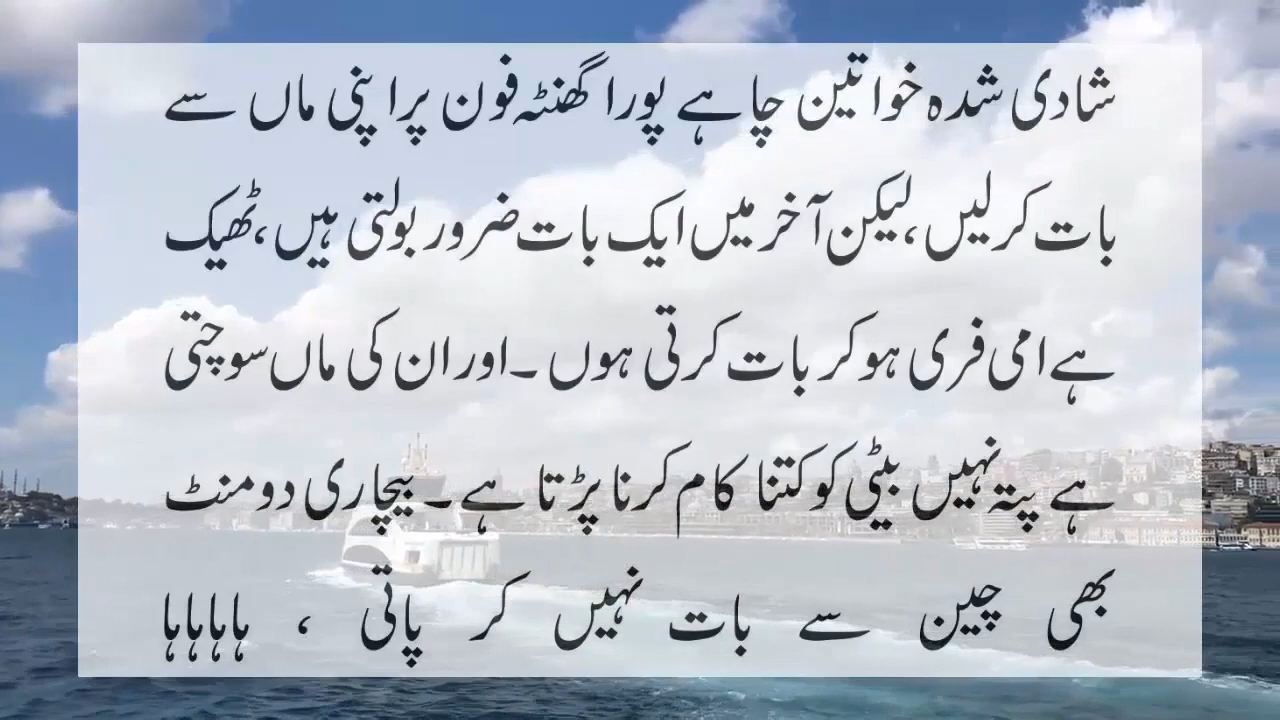 شادی شدہ خواتین چاہے پورا گھنٹہ فون پر اپنی ماں سے
بات کر لیں، لیکن آخر میں ایک بات ضرور بولتی ہیں، ٹھیک
ہے امی فری ہو کر بات کرتی ہوں۔ اور ان کی ماں سوچتی
ہے پتہ نہیں بیٹی کو کتنا کام کرنا پڑتا ہے۔ بیچاری دو منٹ
بھی چین سے بات نہیں کر پاتی ، ہاہاہاہا